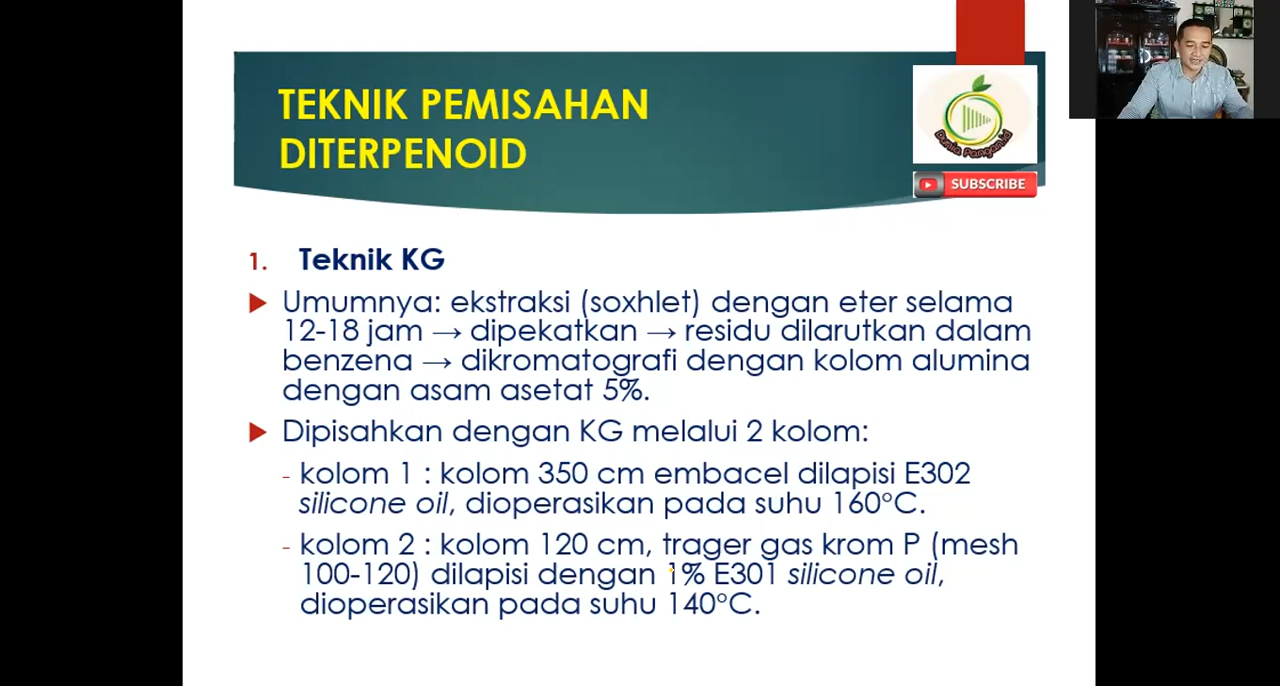 TEKNIK PEMISAHAN
DITERPENOID
Dunia Pangan.id
SUBSCRIBE
1. Teknik KG
Umumnya: ekstraksi (soxhlet) dengan eter selama
12-18 jam → dipekatkan → residu dilarutkan dalam
benzena → dikromatografi dengan kolom alumina
dengan asam asetat 5%.
Dipisahkan dengan KG melalui 2 kolom:
- kolom 1 : kolom 350 cm embacel dilapisi E302
silicone oil, dioperasikan pada suhu 160°C.
- kolom 2 : kolom 120 cm, trager gas krom P (mesh
100-120) dilapisi dengan 1% E301 silicone oil,
dioperasikan pada suhu 140°C.